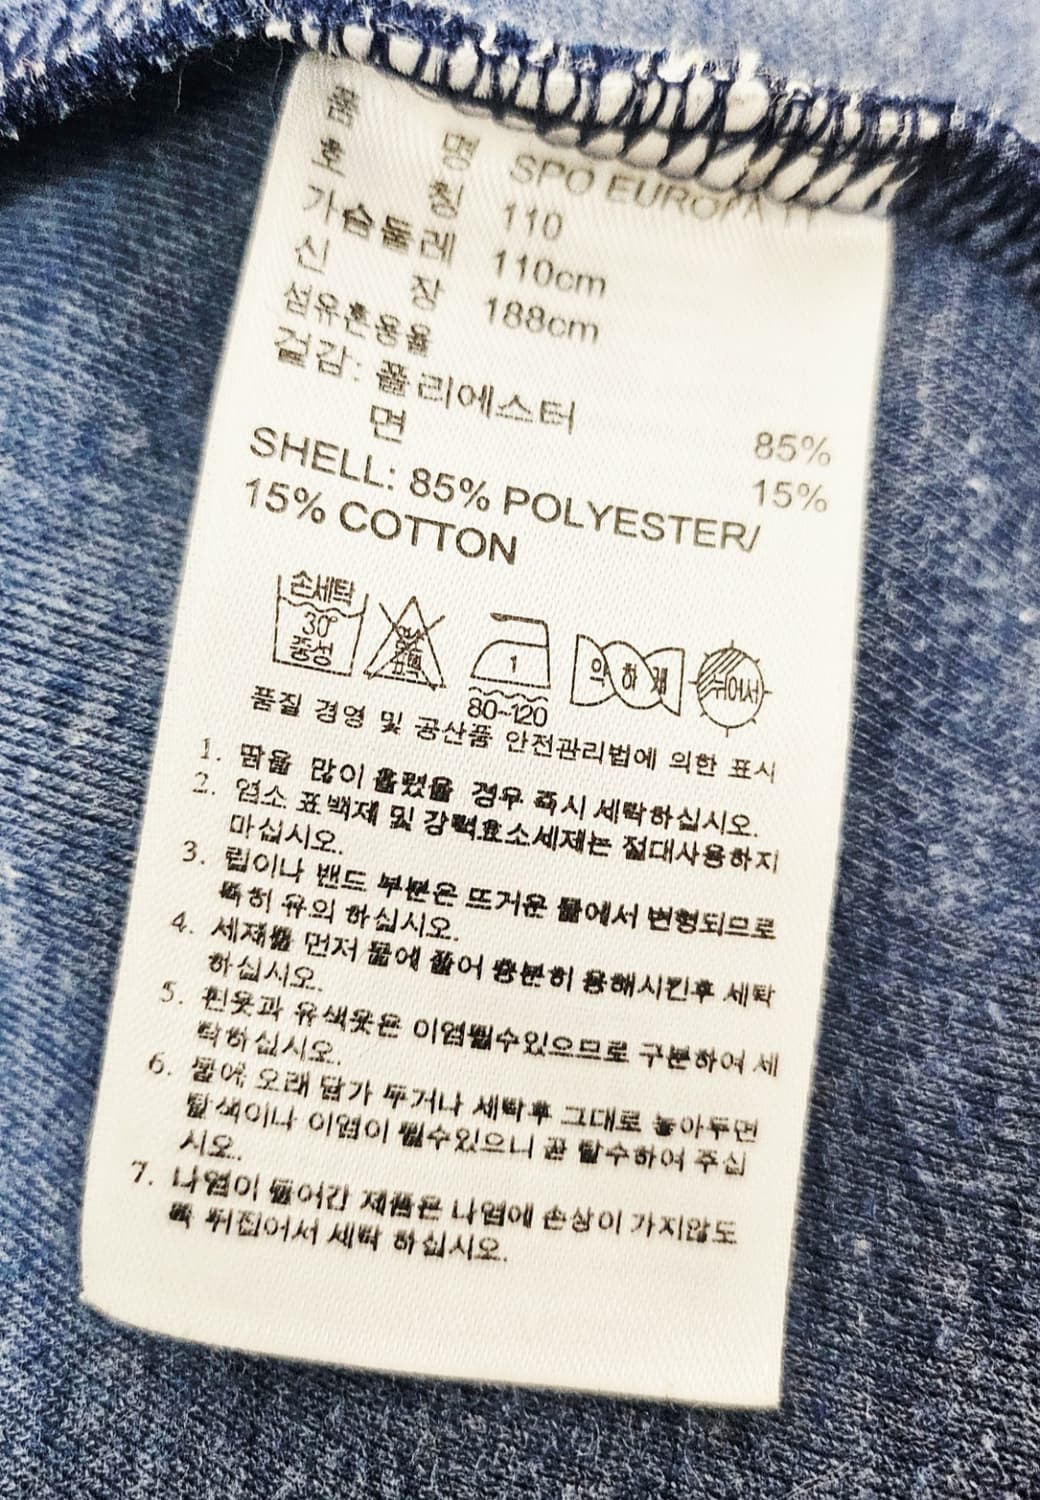 품 명 SPO EUROPA TF
호 칭 110
가슴둘레 110cm
신 장 188cm
섬유혼용율
겉감: 폴리에스터 85%
면 15%
SHELL: 85% POLYESTER/
15% COTTON
손세탁
30°
중성
염소
표백
1
80~120
약하게
뉘어서
품질 경영 및 공산품 안전관리법에 의한 표시
1. 땀을 많이 흘렸을 경우 즉시 세탁하십시오.
2. 염소 표백제 및 강력효소세제는 절대사용하지
마십시오.
3. 립이나 밴드 부분은 뜨거운 물에서 변형되므로
특히 유의 하십시오.
4. 세제를 먼저 물에 풀어 충분히 용해시킨후 세탁
하십시오.
5. 흰옷과 유색옷은 이염될수있으므로 구분하여 세
탁하십시오.
6. 물에 오래 담가 두거나 세탁후 그대로 놓아두면
탈색이나 이염이 될수있으니 곧 탈수하여 주십
시오.
7. 나염이 들어간 제품은 나염에 손상이 가지않도
록 뒤집어서 세탁 하십시오.